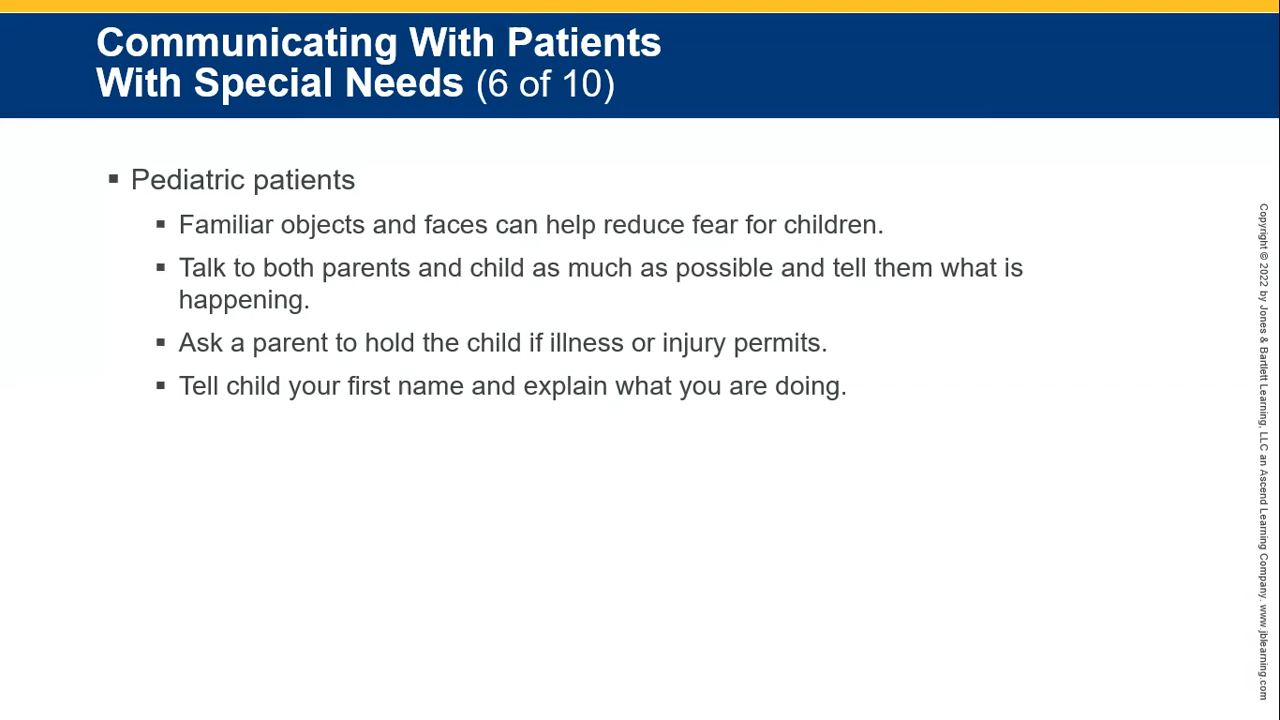 Communicating With Patients
With Special Needs (6 of 10)
▪ Pediatric patients
▪ Familiar objects and faces can help reduce fear for children.
▪ Talk to both parents and child as much as possible and tell them what is
happening.
▪ Ask a parent to hold the child if illness or injury permits.
▪ Tell child your first name and explain what you are doing.
Copyright © 2022 by Jones & Bartlett Learning, LLC an Ascend Learning Company. www.jblearning.com